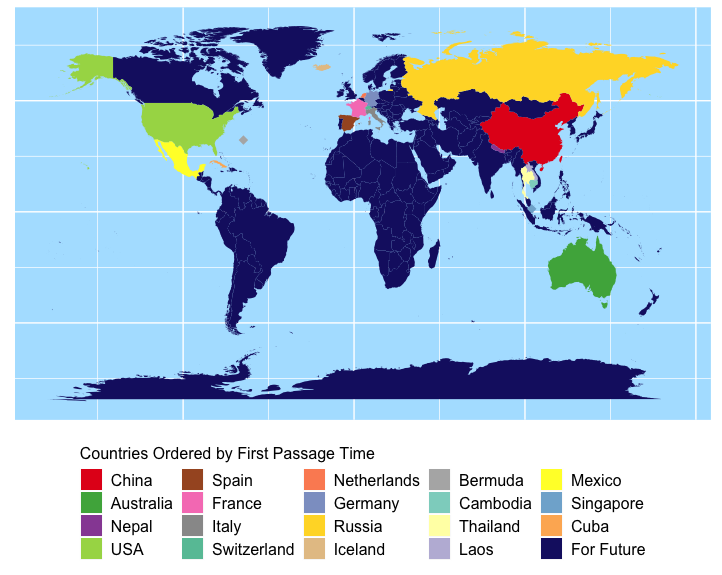 Countries Ordered by First Passage Time
China Spain Netherlands Bermuda Mexico
Australia France Germany Cambodia Singapore
Nepal Italy Russia Thailand Cuba
USA Switzerland Iceland Laos For Future